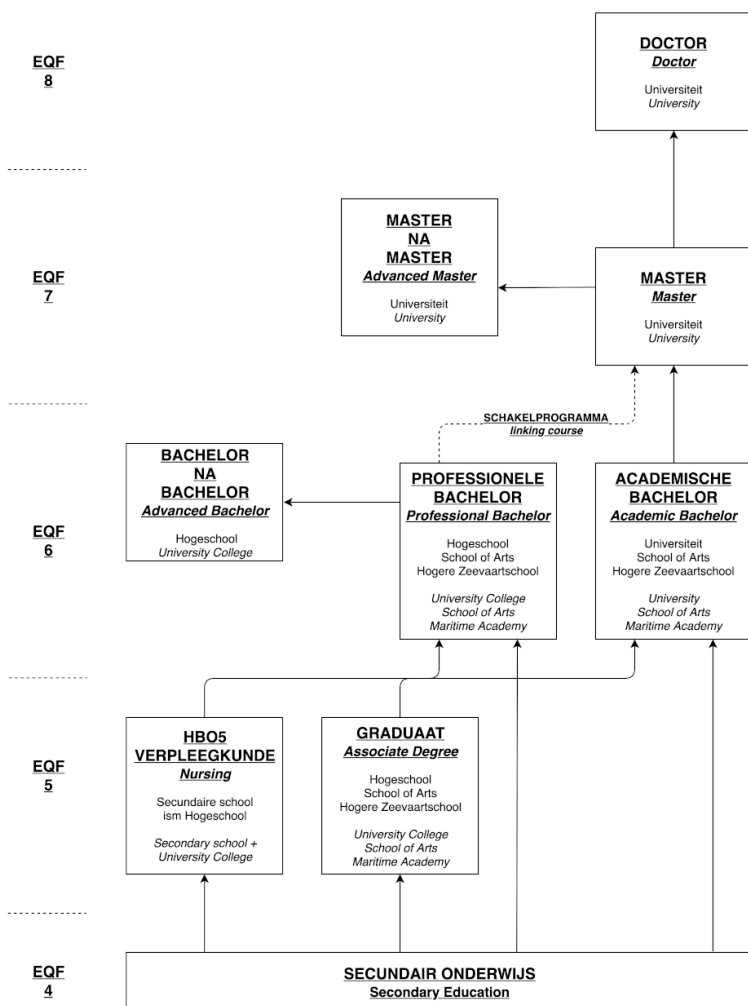 EQF
8
DOCTOR
Doctor
Universiteit
University
EQF
7
MASTER
NA
MASTER
Advanced Master
Universiteit
University
MASTER
Master
Universiteit
University
SCHAKELPROGRAMMA
linking course
EQF
6
BACHELOR
NA
BACHELOR
Advanced Bachelor
Hogeschool
University College
PROFESSIONELE
BACHELOR
Professional Bachelor
Hogeschool
School of Arts
Hogere Zeevaartschool
University College
School of Arts
Maritime Academy
ACADEMISCHE
BACHELOR
Academic Bachelor
Universiteit
School of Arts
Hogere Zeevaartschool
University
School of Arts
Maritime Academy
EQF
5
HBO5
VERPLEEGKUNDE
Nursing
Secundaire school
ism Hogeschool
Secondary school +
University College
GRADUAAT
Associate Degree
Hogeschool
School of Arts
Hogere Zeevaartschool
University College
School of Arts
Maritime Academy
EQF
4
SECUNDAIR ONDERWIJS
Secondary Education